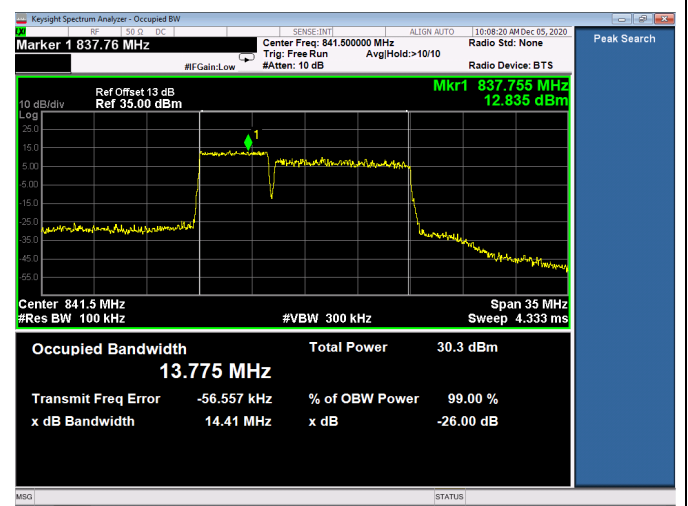 Keysight Spectrum Analyzer - Occupied BW
LXI RF 50 Ω DC SENSE:INT ALIGN AUTO 10:08:20 AM Dec 05, 2020
Marker 1 837.76 MHz Center Freq: 841.500000 MHz Radio Std: None Peak Search
Trig: Free Run Avg|Hold:>10/10
#IFGain:Low #Atten: 10 dB Radio Device: BTS
Ref Offset 13 dB Mkr1 837.755 MHz
10 dB/div Ref 35.00 dBm 12.835 dBm
Log
25.0
1
15.0
5.00
-5.00
-15.0
-25.0
-35.0
-45.0
-55.0
Center 841.5 MHz Span 35 MHz
#Res BW 100 kHz #VBW 300 kHz Sweep 4.333 ms
Occupied Bandwidth Total Power 30.3 dBm
13.775 MHz
Transmit Freq Error -56.557 kHz % of OBW Power 99.00 %
x dB Bandwidth 14.41 MHz x dB -26.00 dB
MSG STATUS